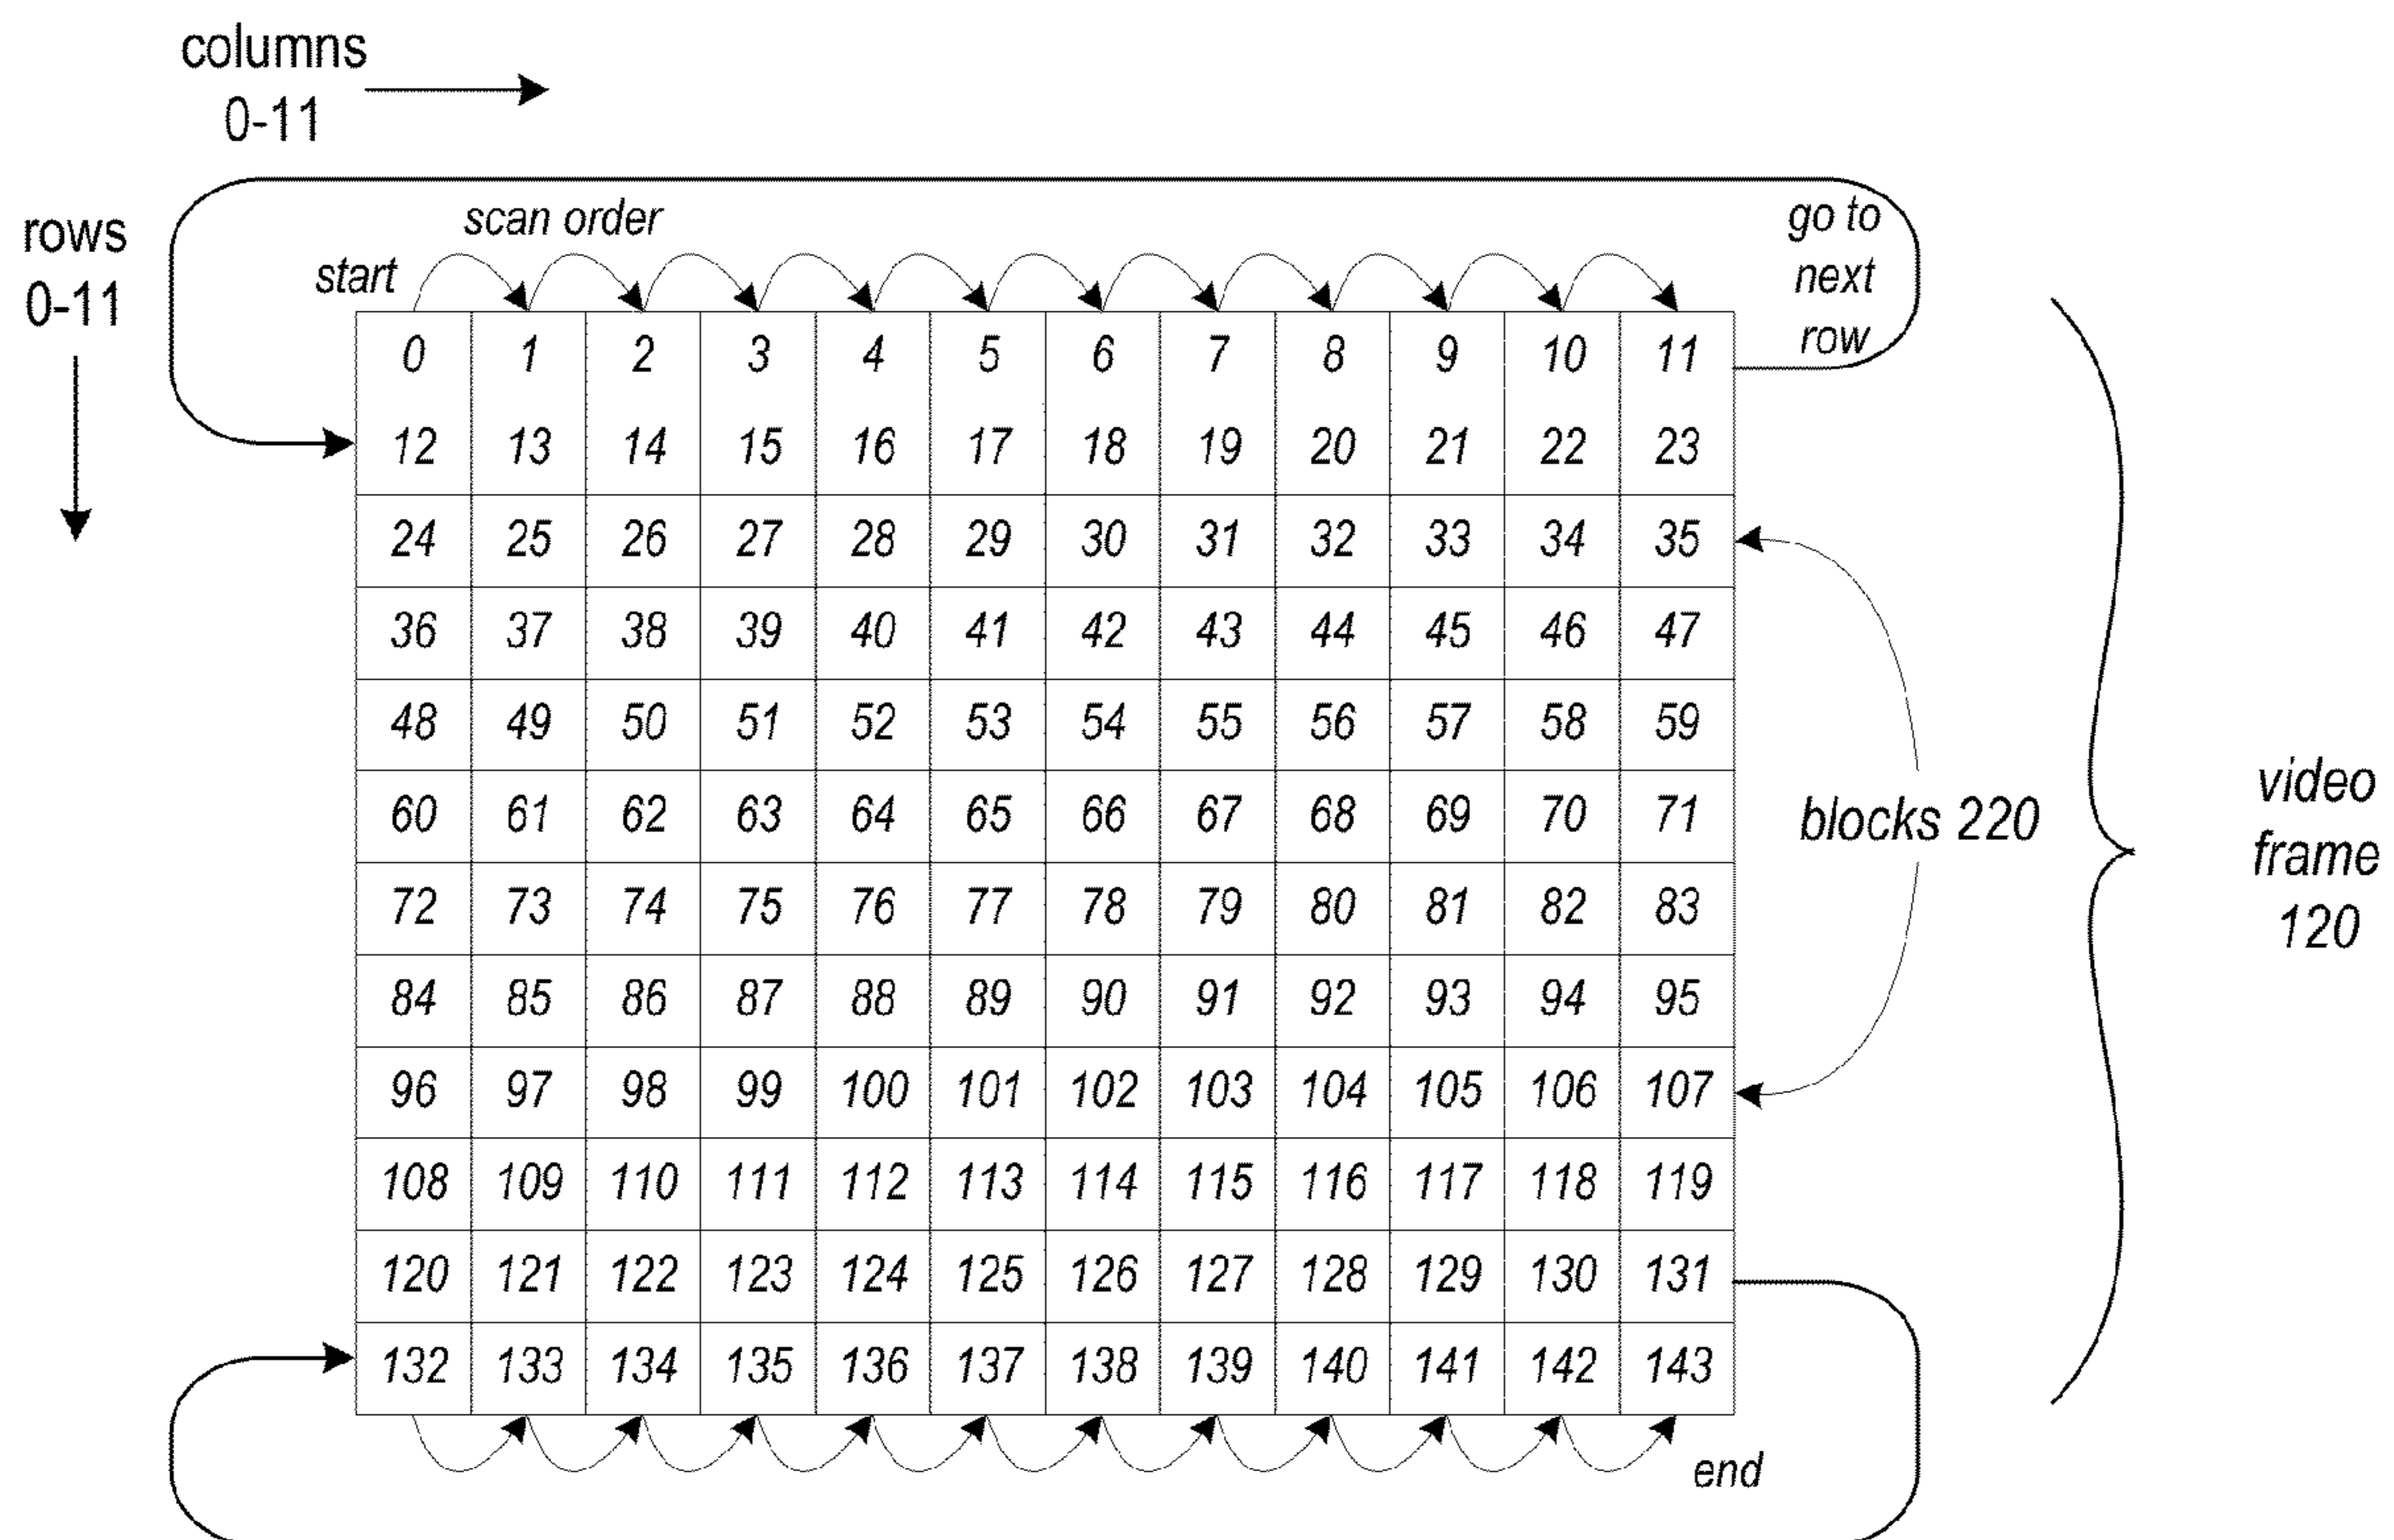 columns
0-11
rows
0-11
scan order
start
go to
next
row
0 1 2 3 4 5 6 7 8 9 10 11
12 13 14 15 16 17 18 19 20 21 22 23
24 25 26 27 28 29 30 31 32 33 34 35
36 37 38 39 40 41 42 43 44 45 46 47
48 49 50 51 52 53 54 55 56 57 58 59
60 61 62 63 64 65 66 67 68 69 70 71
72 73 74 75 76 77 78 79 80 81 82 83
84 85 86 87 88 89 90 91 92 93 94 95
96 97 98 99 100 101 102 103 104 105 106 107
108 109 110 111 112 113 114 115 116 117 118 119
120 121 122 123 124 125 126 127 128 129 130 131
132 133 134 135 136 137 138 139 140 141 142 143
blocks 220
video
frame
120
end